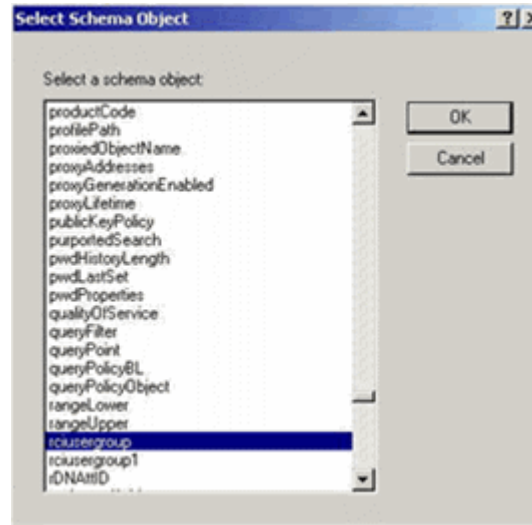 Select Schema Object
Select a schema object:
productCode
profilePath
proxiedObjectName
proxyAddresses
proxyGenerationEnabled
proxyLifetime
publicKeyPolicy
purportedSearch
pwdHistoryLength
pwdLastSet
pwdProperties
qualityOfService
queryFilter
queryPoint
queryPolicyBL
queryPolicyObject
rangeLower
rangeUpper
rciusergroup
rciusergroup1
rDNAttID
OK
Cancel